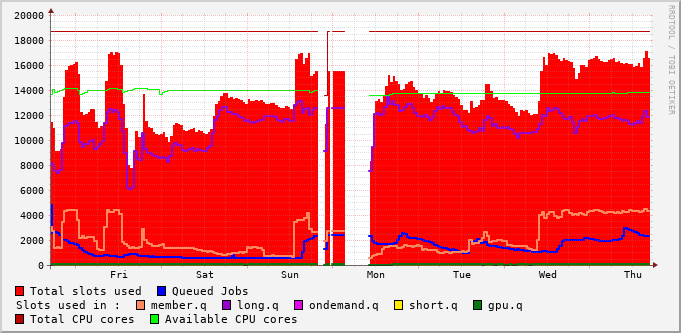 20000
18000
16000
14000
12000
10000
8000
6000
4000
2000
0
Fri Sat Sun Mon Tue Wed Thu
RRDTOOL / TOBI OETIKER
Total slots used Queued Jobs
Slots used in : member.q long.q ondemand.q short.q gpu.q
Total CPU cores Available CPU cores